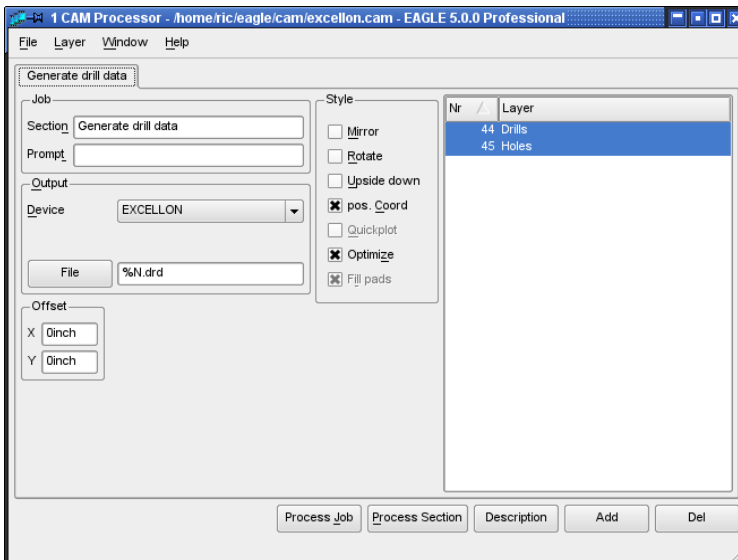 1 CAM Processor - /home/ric/eagle/cam/excellon.cam - EAGLE 5.0.0 Professional
File Layer Window Help
Generate drill data
Job
Section Generate drill data
Prompt
Output
Device EXCELLON
File %N.drd
Offset
X 0inch
Y 0inch
Style
Mirror
Rotate
Upside down
pos. Coord
Quickplot
Optimize
Fill pads
Nr Layer
44 Drills
45 Holes
Process Job Process Section Description Add Del